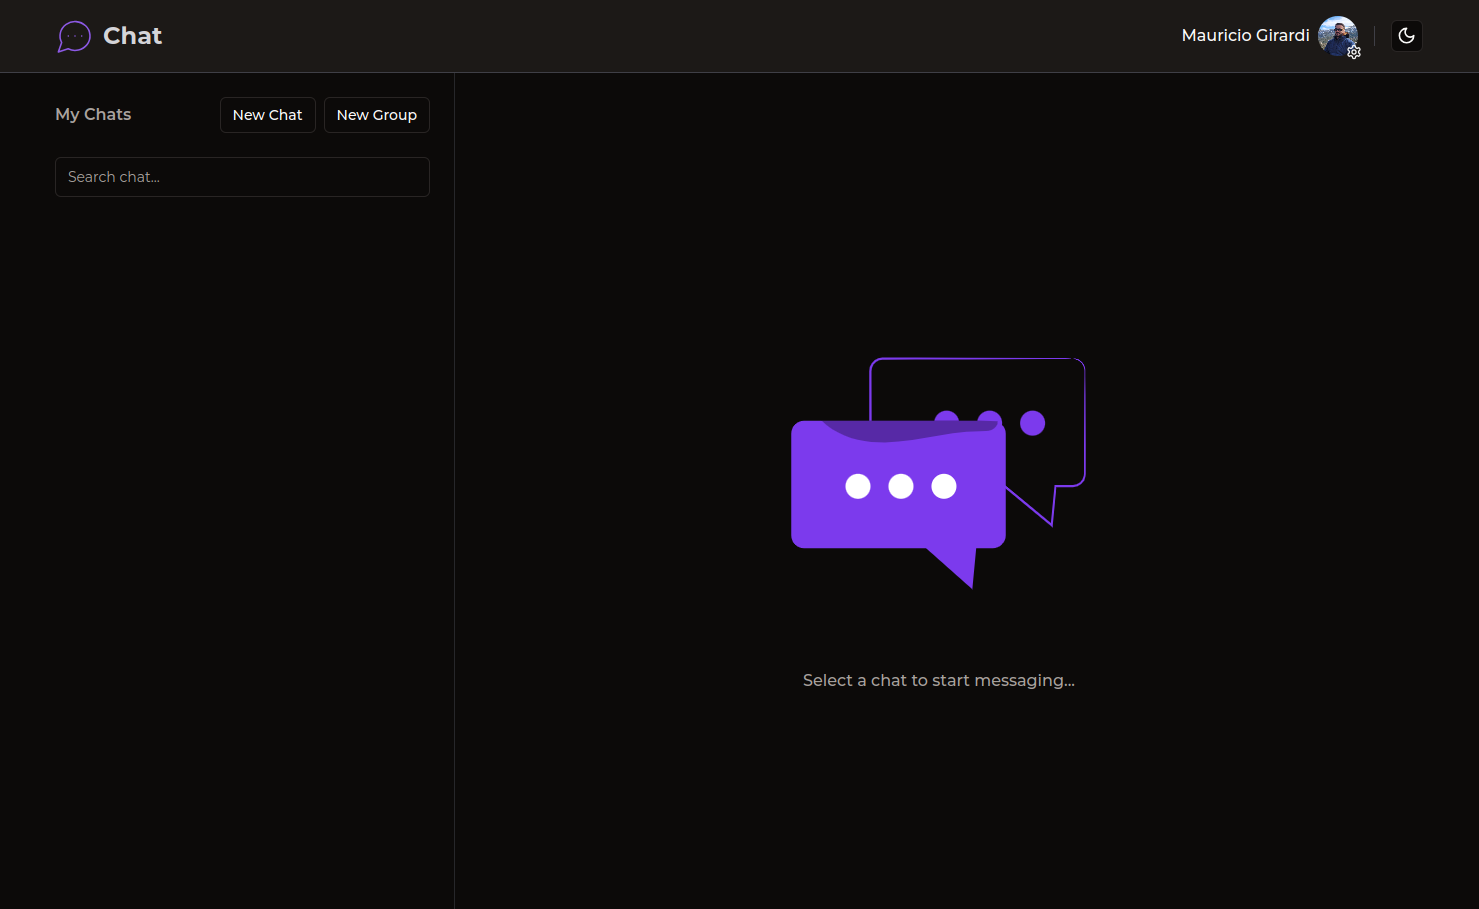 Chat
Mauricio Girardi
My Chats
New Chat
New Group
Search chat...
Select a chat to start messaging...